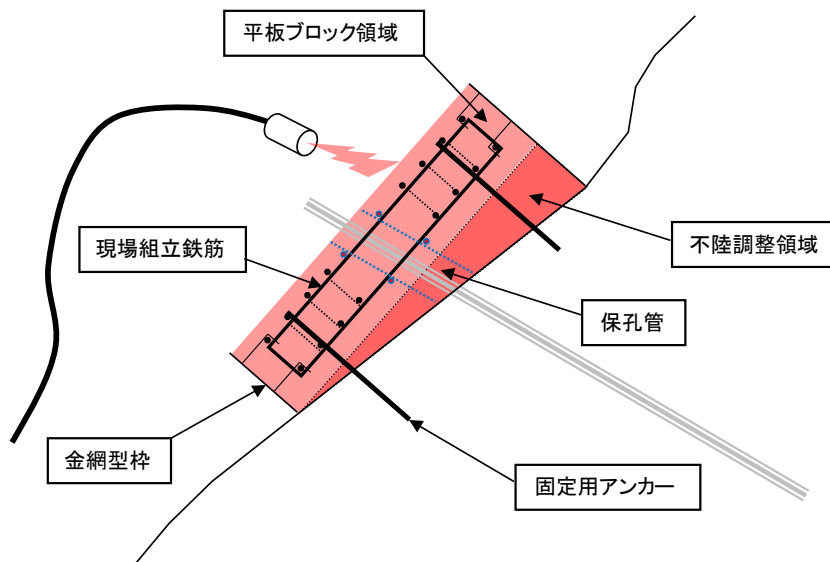 平板ブロック領域
現場組立鉄筋
不陸調整領域
保孔管
金網型枠
固定用アンカー